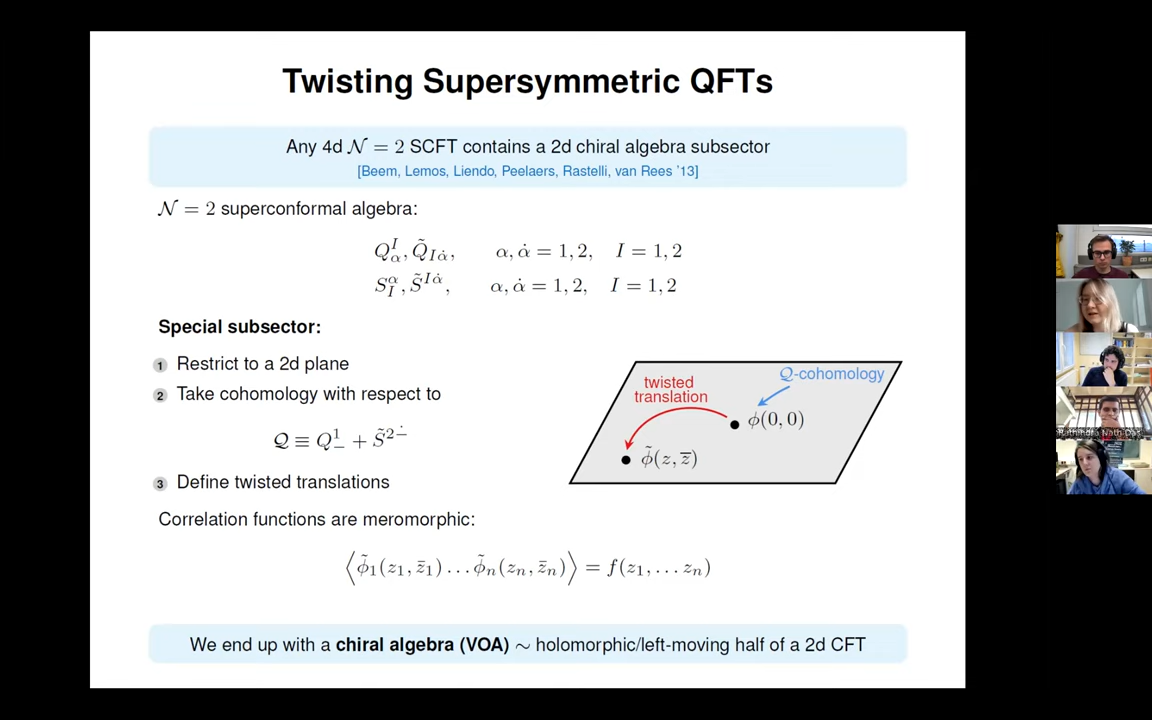 Twisting Supersymmetric QFTs
Any 4d 𝒩 = 2 SCFT contains a 2d chiral algebra subsector
[Beem, Lemos, Liendo, Peelaers, Rastelli, van Rees '13]
𝒩 = 2 superconformal algebra:
Q^I_α, Q̃_{Iα̇}, α, α̇ = 1, 2, I = 1, 2
S^α_I, S̃^{Iα̇}, α, α̇ = 1, 2, I = 1, 2
Special subsector:
1 Restrict to a 2d plane
2 Take cohomology with respect to
𝒬 ≡ Q^1_- + S̃^{2∸}
3 Define twisted translations
twisted
translation
𝒬-cohomology
ϕ(0, 0)
ϕ̃(z, z̄)
Correlation functions are meromorphic:
⟨ϕ̃_1(z_1, z̄_1) . . . ϕ̃_n(z_n, z̄_n)⟩ = f(z_1, . . . z_n)
We end up with a chiral algebra (VOA) ∼ holomorphic/left-moving half of a 2d CFT